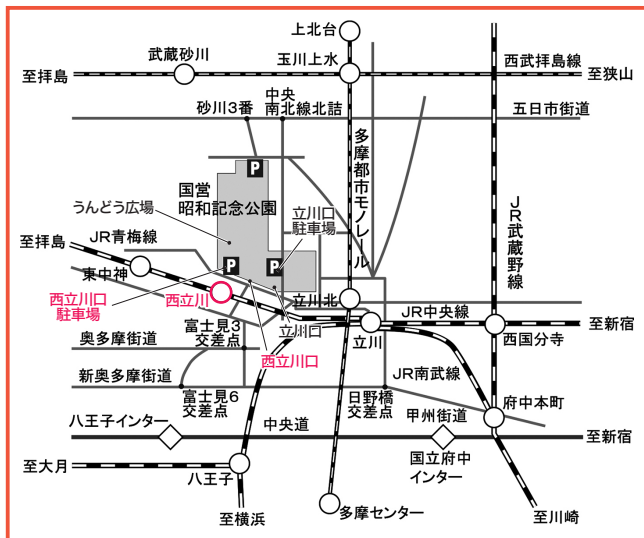 上北台
武蔵砂川
玉川上水
西武拝島線
至拝島
至狭山
中央
南北線北詰
砂川3番
五日市街道
P
国営
昭和記念公園
うんどう広場
立川口
駐車場
多摩都市モノレール
JR武蔵野線
至拝島
JR青梅線
東中神
P
P
西立川口
駐車場
西立川
立川北
立川口
JR中央線
至新宿
富士見3
交差点
西立川口
立川
西国分寺
奥多摩街道
新奥多摩街道
JR南武線
富士見6
交差点
日野橋
交差点
甲州街道
府中本町
八王子インター
中央道
至新宿
国立府中
インター
至大月
八王子
至横浜
多摩センター
至川崎